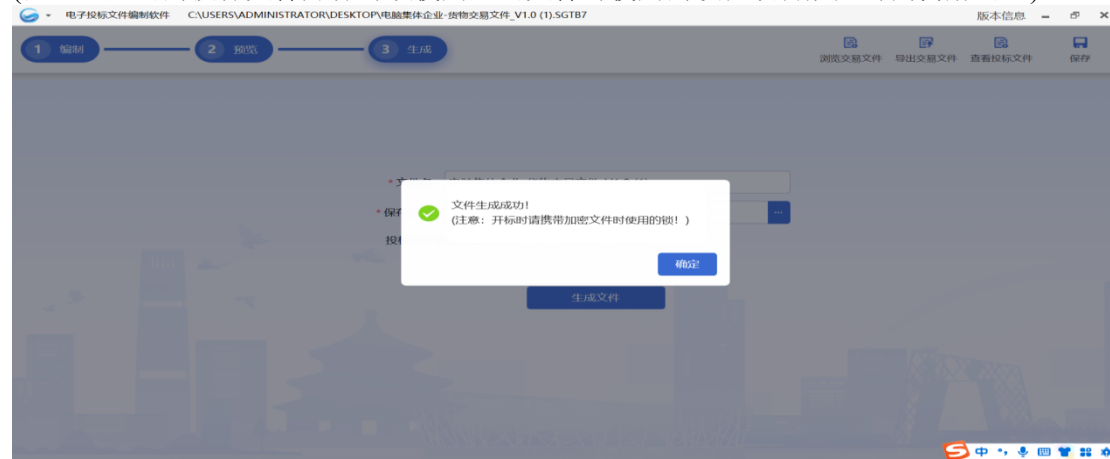 电子投标文件编制软件 C:\USERS\ADMINISTRATOR\DESKTOP\电脑集体企业-货物交易文件_V1.0 (1).SGTB7 版本信息
1 编制 2 预览 3 生成 浏览交易文件 导出交易文件 查看投标文件 保存
文件生成成功!
(注意：开标时请携带加密文件时使用的锁! )
确定
生成文件
中